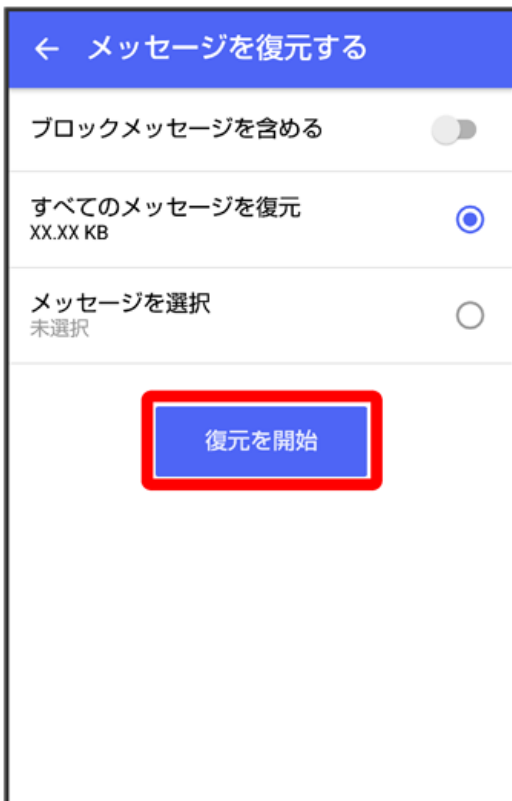 メッセージを復元する
ブロックメッセージを含める
すべてのメッセージを復元
XX.XX KB
メッセージを選択
未選択
復元を開始